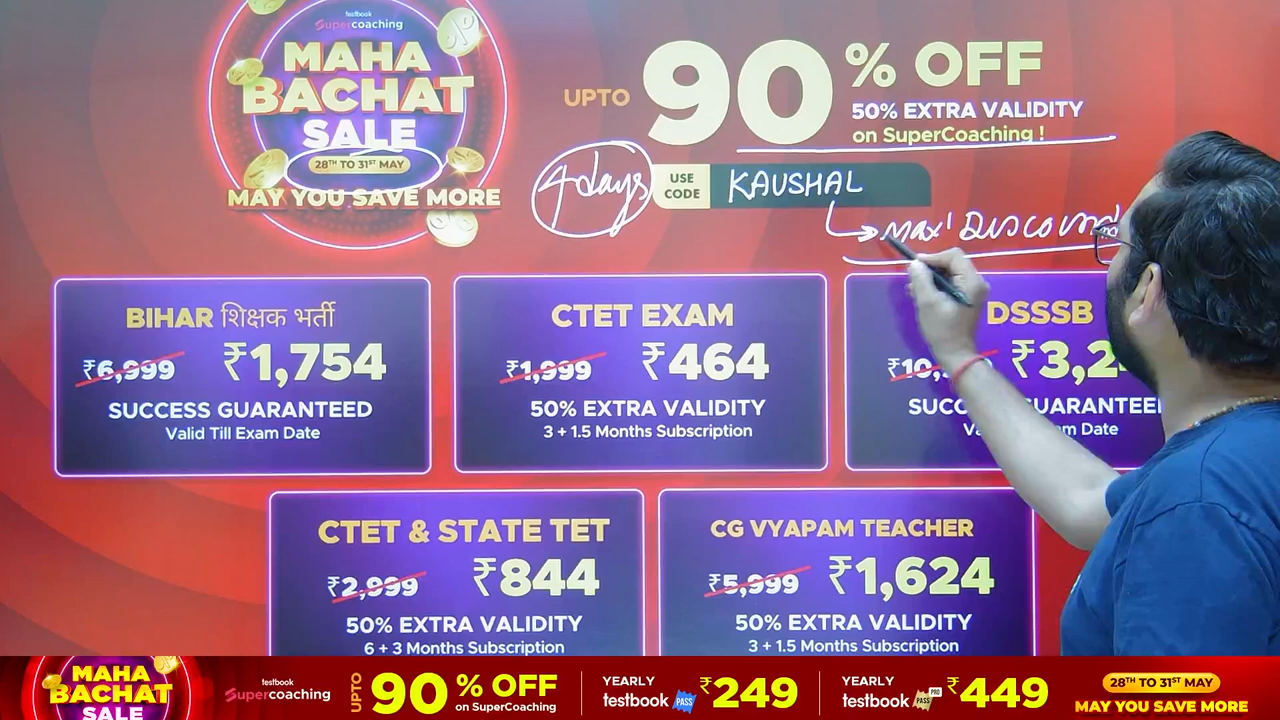 testbook
Supercoaching
MAHA
BACHAT
SALE
28TH TO 31ST MAY
MAY YOU SAVE MORE
UPTO 90 % OFF
50% EXTRA VALIDITY
on SuperCoaching !
4 days
USE CODE KAUSHAL
→ Max' Discount
BIHAR शिक्षक भर्ती
₹6,999 ₹1,754
SUCCESS GUARANTEED
Valid Till Exam Date
CTET EXAM
₹1,999 ₹464
50% EXTRA VALIDITY
3 + 1.5 Months Subscription
DSSSB
CTET & STATE TET
₹2,999 ₹844
50% EXTRA VALIDITY
6 + 3 Months Subscription
CG VYAPAM TEACHER
₹5,999 ₹1,624
50% EXTRA VALIDITY
3 + 1.5 Months Subscription
MAHA
BACHAT
SALE
testbook
Supercoaching
UPTO 90 % OFF
on SuperCoaching
YEARLY
testbook PASS ₹249
YEARLY
testbook PASS PRO ₹449
28TH TO 31ST MAY
MAY YOU SAVE MORE